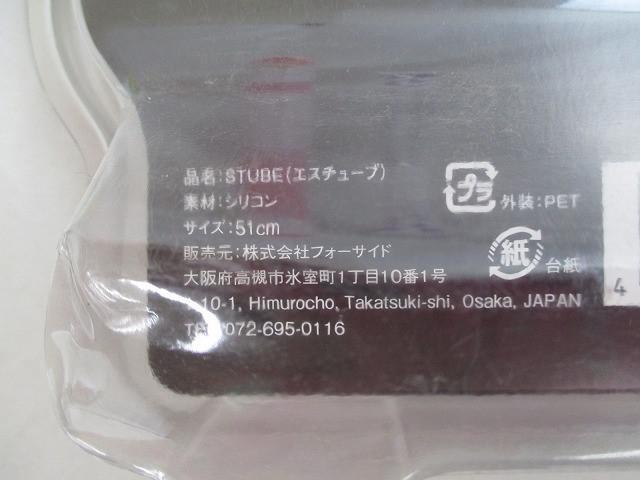 品名:STUBE(エスチューブ)
素材:シリコン
サイズ:51cm
販売元:株式会社フォーサイド
大阪府高槻市氷室町1丁目10番1号
1-10-1, Himurocho, Takatsuki-shi, Osaka, JAPAN
TEL 072-695-0116
プラ
外装:PET
紙
台紙
4